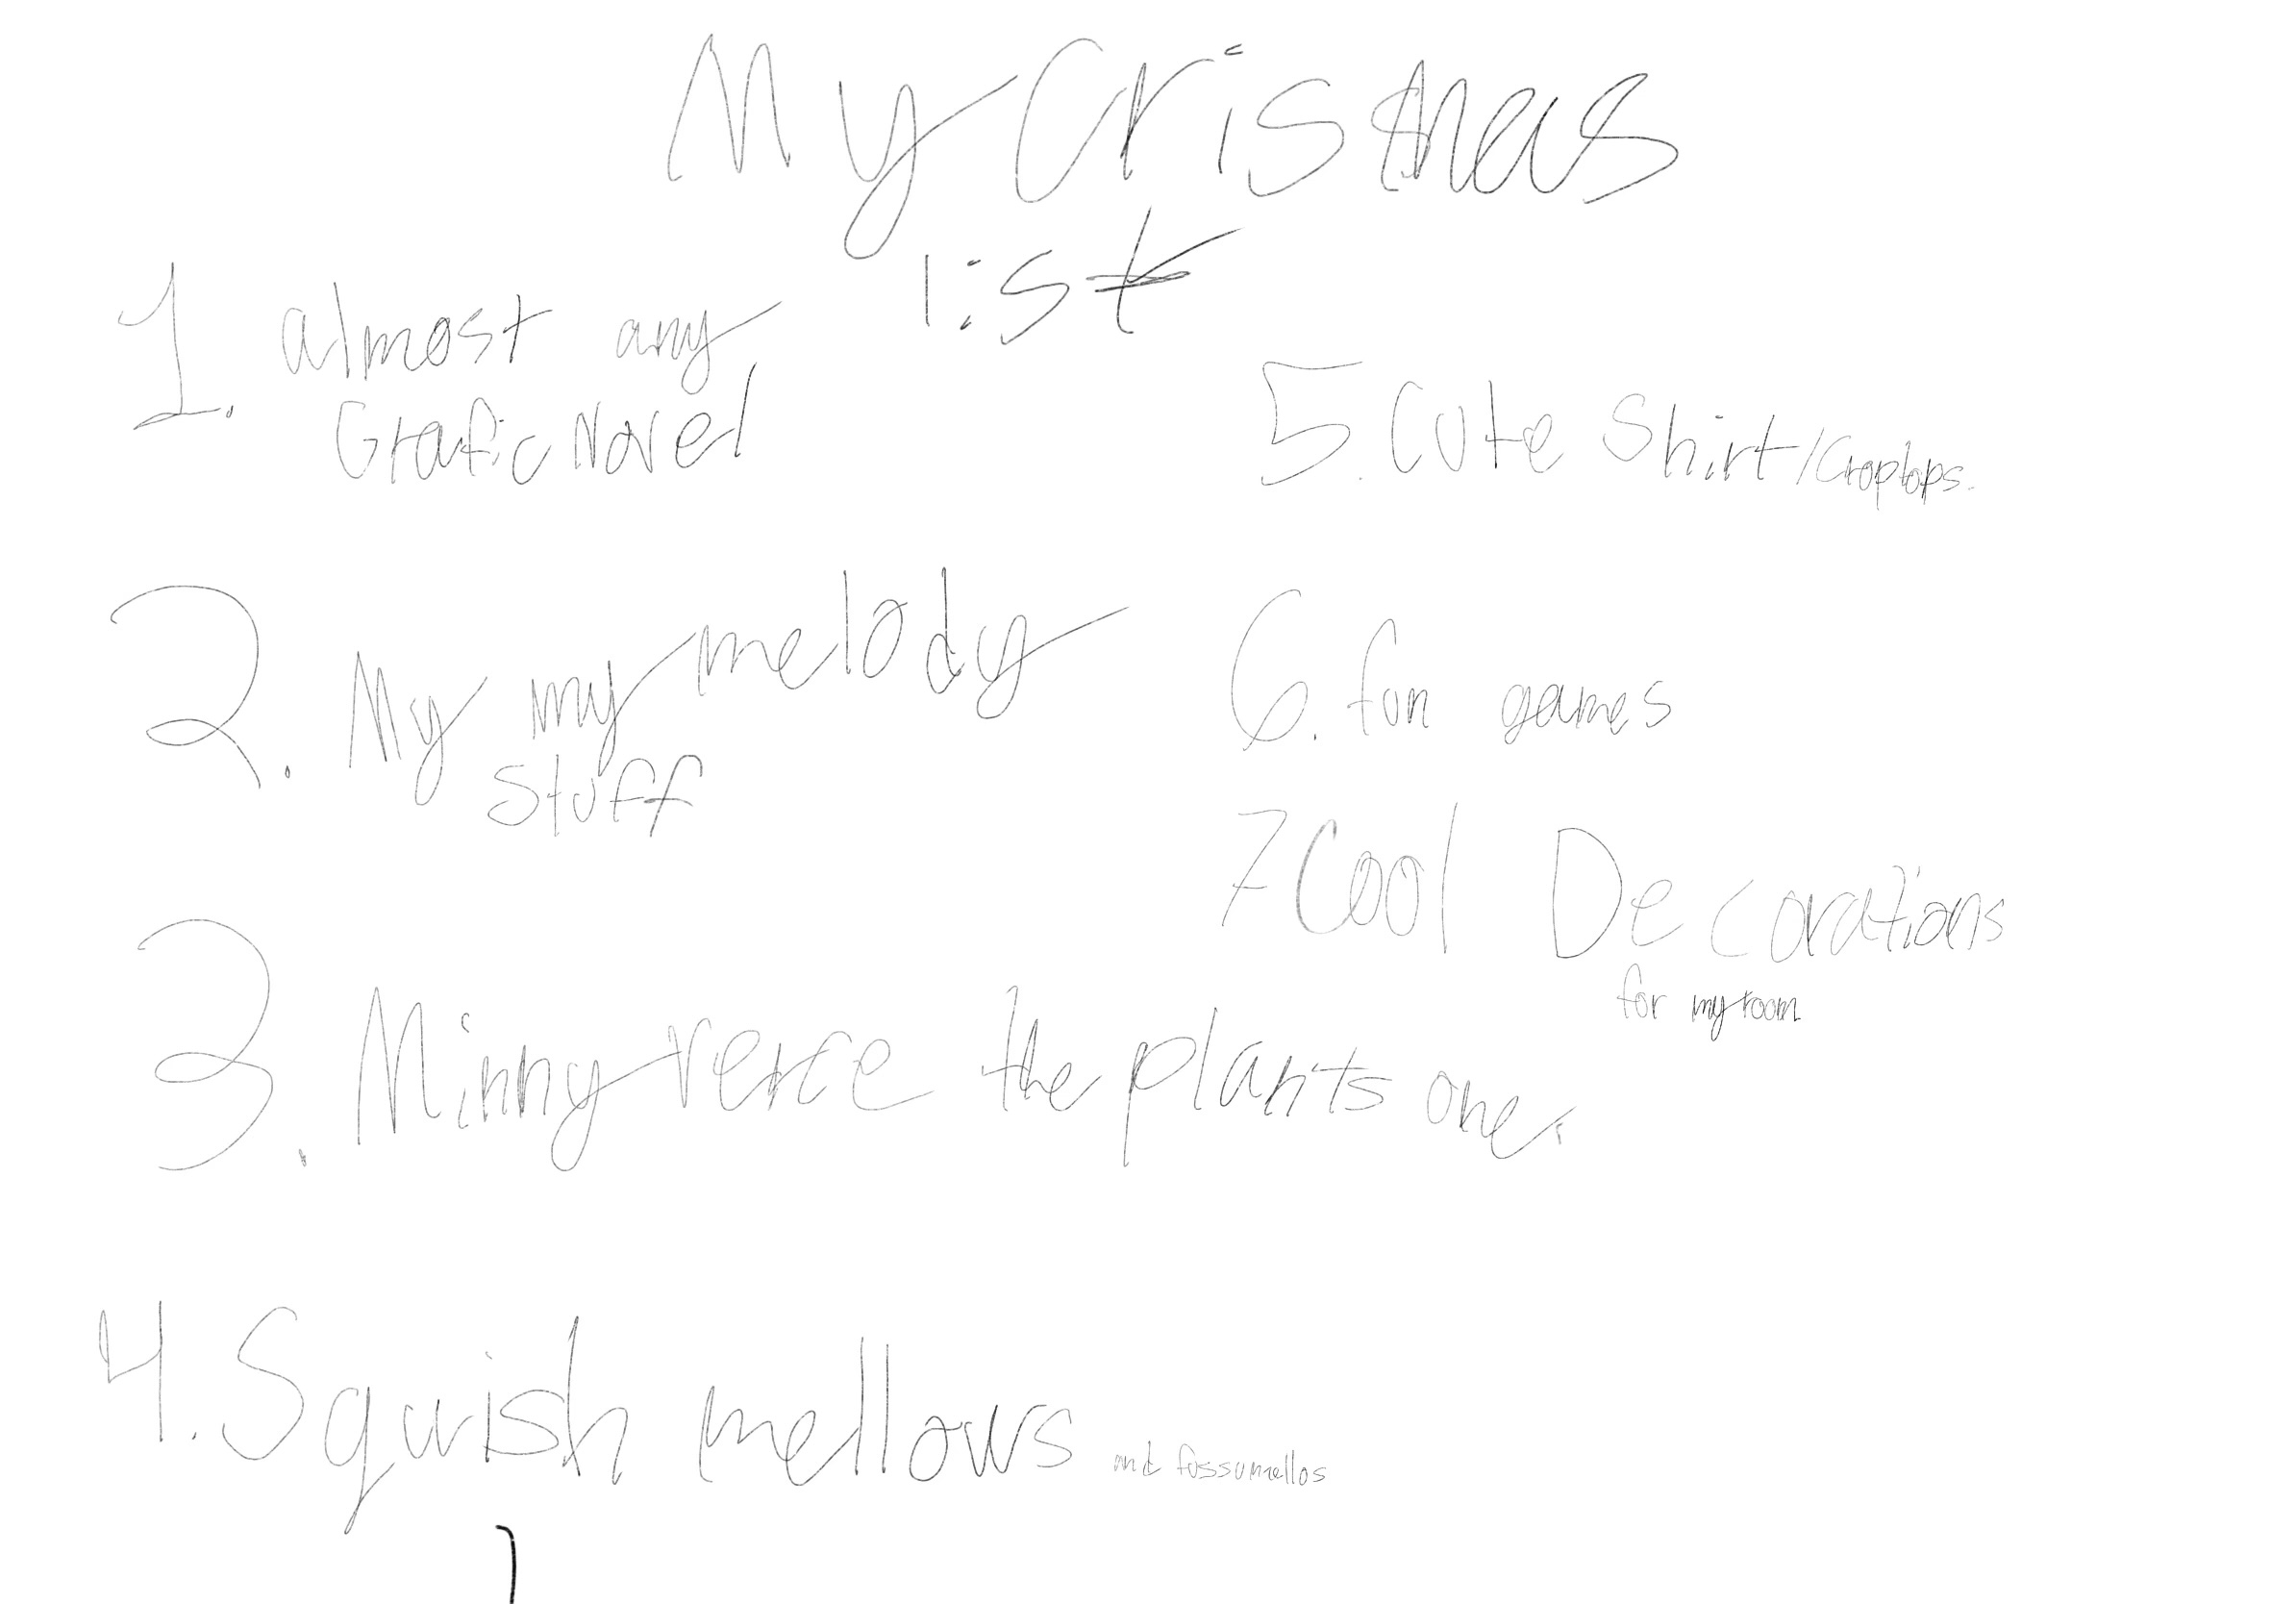 My Cristmas
list
1. almost any
Grafic Novel
2. My my melody
stuff
3. Minny verce the plants one.
4. Squish mellows and fossumellos
5. Cute Shirt/Croptops.
6. fun games
7 Cool Decorations
for my room